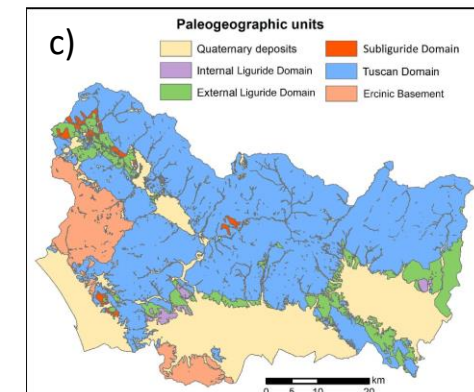 c)
Paleogeographic units
Quaternary deposits
Subliguride Domain
Internal Liguride Domain
Tuscan Domain
External Liguride Domain
Ercinic Basement
km
0 10 20